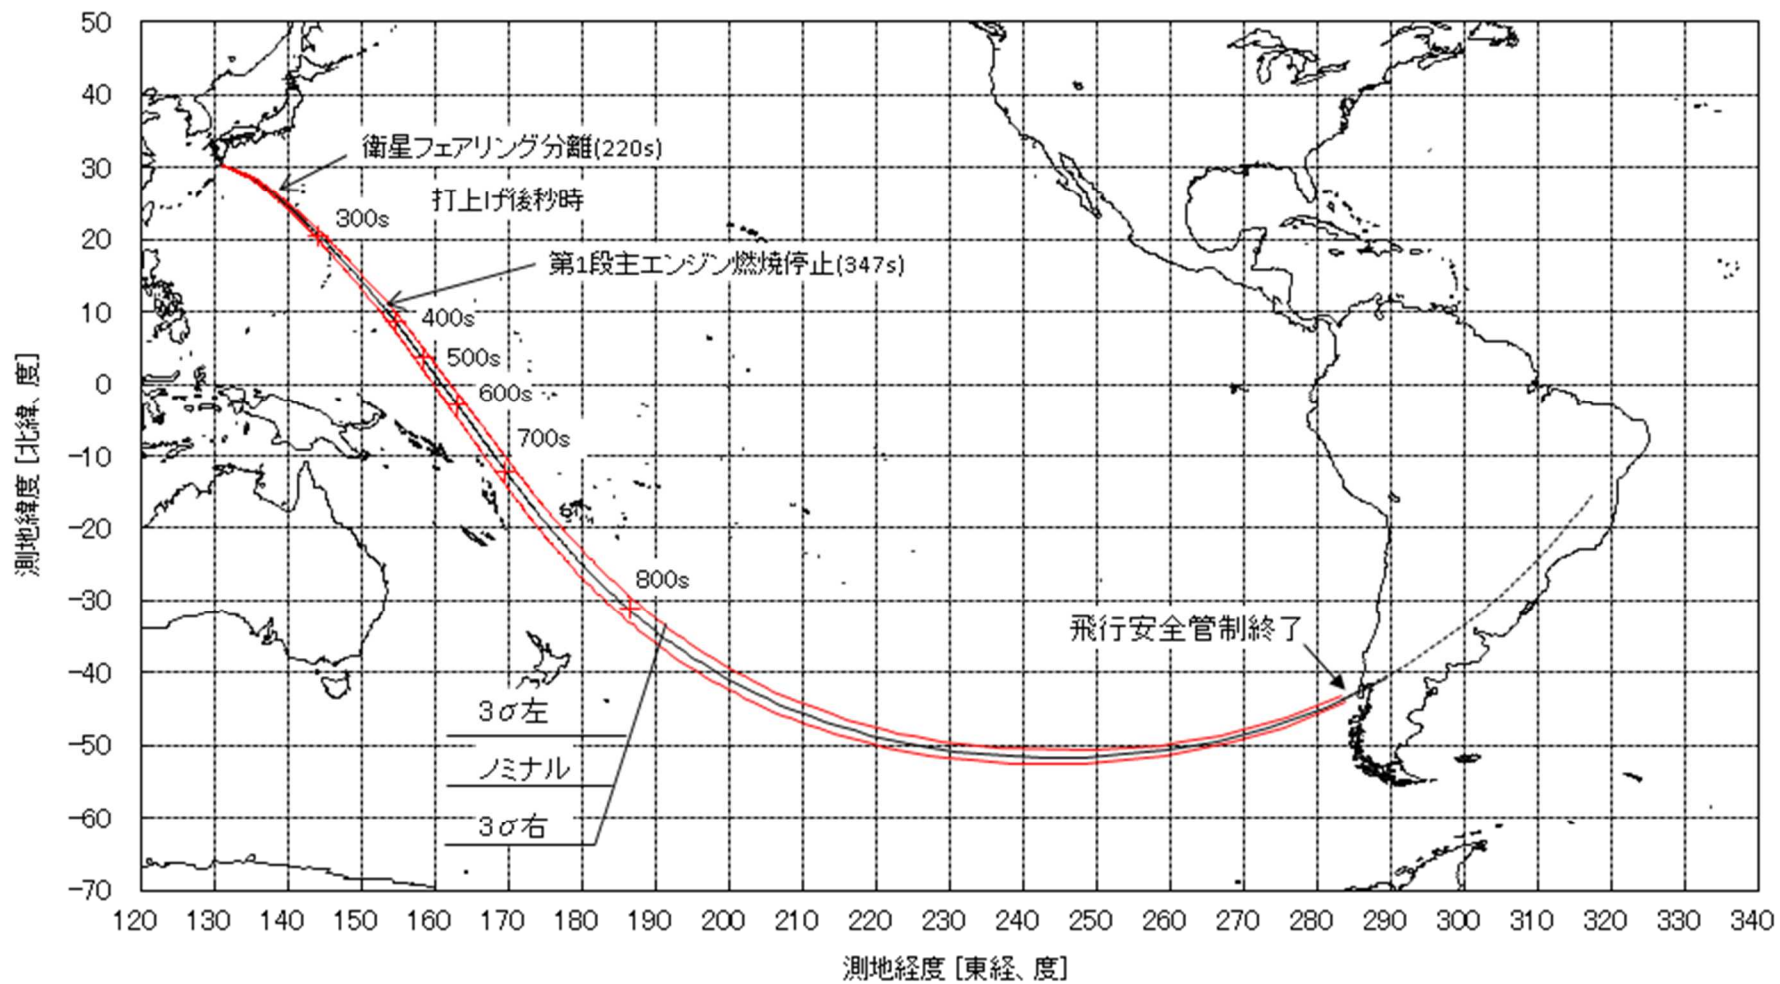 50
40
30
20
10
0
-10
-20
-30
-40
-50
-60
-70
測地緯度 [北緯、度]
衛星フェアリング分離(220s)
打上げ後秒時
300s
第1段主エンジン燃焼停止(347s)
400s
500s
600s
700s
800s
飛行安全管制終了
3σ左
ノミナル
3σ右
120 130 140 150 160 170 180 190 200 210 220 230 240 250 260 270 280 290 300 310 320 330 340
測地経度 [東経、度]